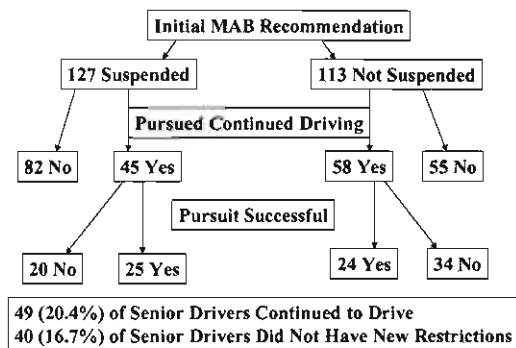 Initial MAB Recommendation
127 Suspended
113 Not Suspended
Pursued Continued Driving
82 No
45 Yes
58 Yes
55 No
Pursuit Successful
20 No
25 Yes
24 Yes
34 No
49 (20.4%) of Senior Drivers Continued to Drive
40 (16.7%) of Senior Drivers Did Not Have New Restrictions